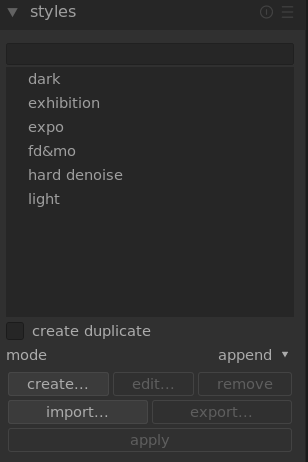 styles
dark
exhibition
expo
fd&mo
hard denoise
light
create duplicate
mode append
create... edit... remove
import... export...
apply